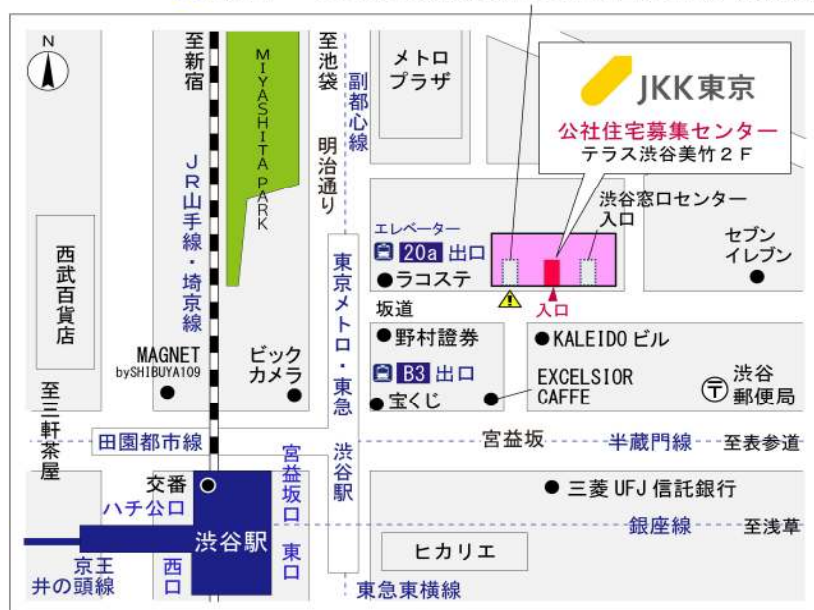 N
至新宿
MIYASHITA PARK
至池袋
明治通り
副都心線
メトロ
プラザ
JKK東京
公社住宅募集センター
テラス渋谷美竹2F
JR山手線・埼京線
渋谷窓口センター
入口
エレベーター
20a 出口
ラコステ
セブン
イレブン
西武百貨店
東京メトロ・東急 渋谷駅
入口
坂道
野村證券
KALEIDO ビル
MAGNET
bySHIBUYA109
ビック
カメラ
B3 出口
EXCELSIOR
CAFFE
渋谷
郵便局
宝くじ
至三軒茶屋
田園都市線
宮益坂
半蔵門線
至表参道
交番
宮益坂口
三菱 UFJ 信託銀行
ハチ公口
銀座線
至浅草
渋谷駅
京王
井の頭線
西口
東口
ヒカリエ
東急東横線